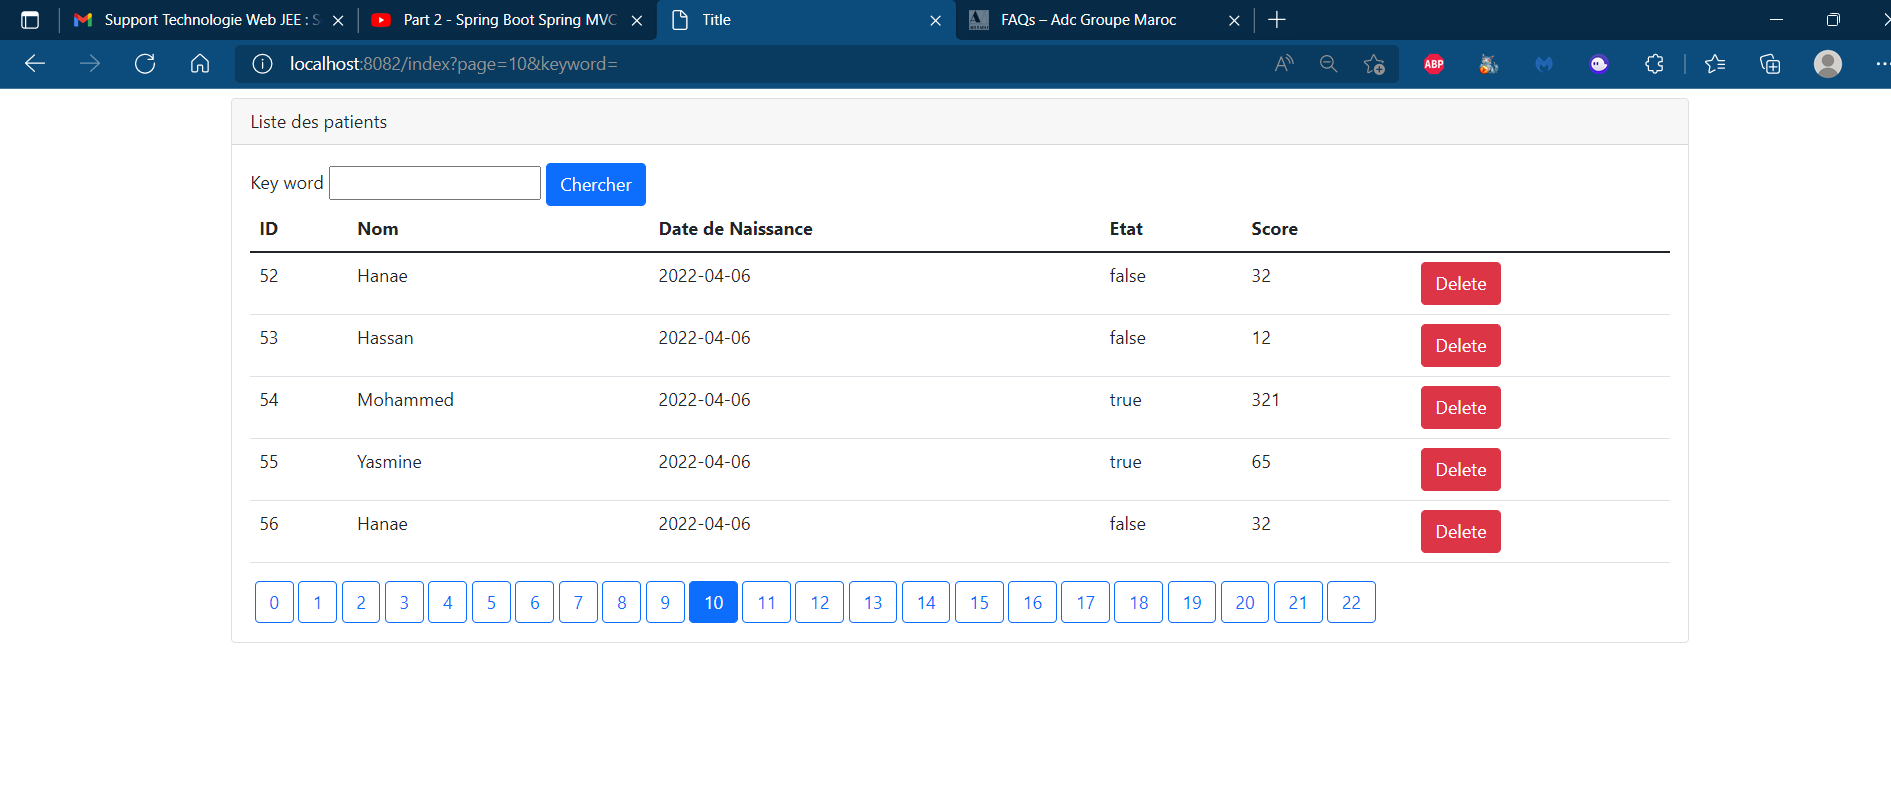 Support Technologie Web JEE : S
Part 2 - Spring Boot Spring MVC
Title
FAQs – Adc Groupe Maroc
localhost:8082/index?page=10&keyword=
ABP
Liste des patients
Key word Chercher
ID Nom Date de Naissance Etat Score
52 Hanae 2022-04-06 false 32 Delete
53 Hassan 2022-04-06 false 12 Delete
54 Mohammed 2022-04-06 true 321 Delete
55 Yasmine 2022-04-06 true 65 Delete
56 Hanae 2022-04-06 false 32 Delete
0 1 2 3 4 5 6 7 8 9 10 11 12 13 14 15 16 17 18 19 20 21 22